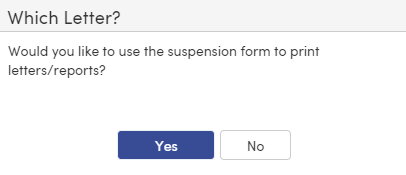 Which Letter?
Would you like to use the suspension form to print
letters/reports?
Yes
No